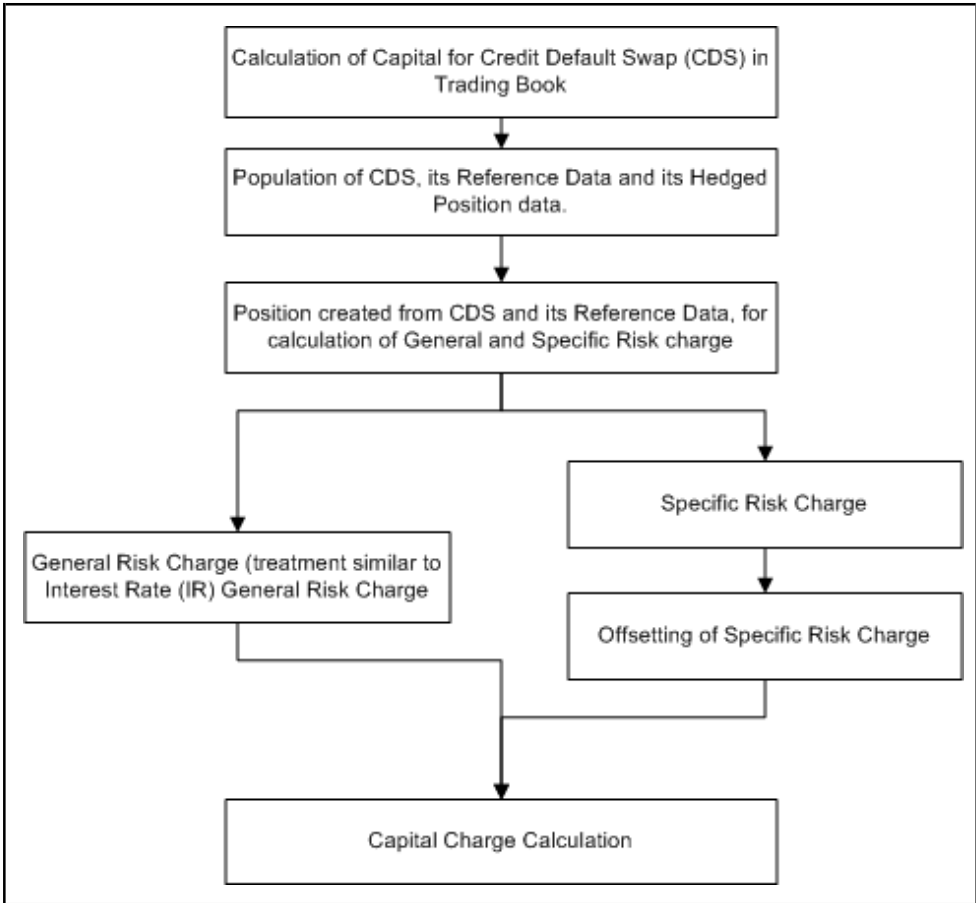 Calculation of Capital for Credit Default Swap (CDS) in
Trading Book
Population of CDS, its Reference Data and its Hedged
Position data.
Position created from CDS and its Reference Data, for
calculation of General and Specific Risk charge
Specific Risk Charge
General Risk Charge (treatment similar to
Interest Rate (IR) General Risk Charge
Offsetting of Specific Risk Charge
Capital Charge Calculation